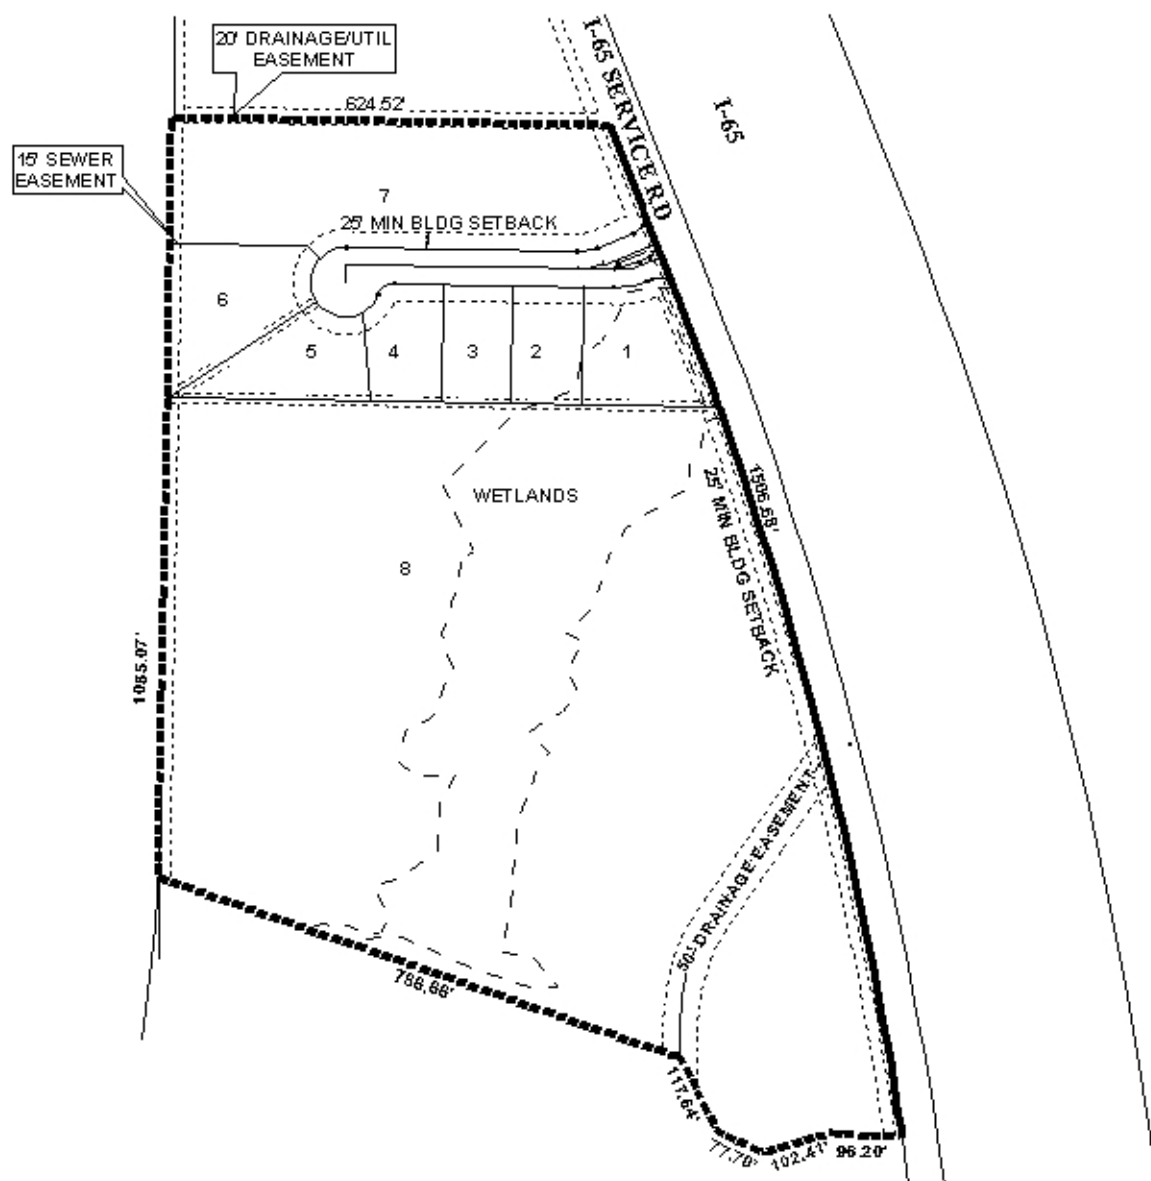 20' DRAINAGE/UTIL
EASEMENT
I-65 SERVICE RD
I-65
624.52'
15' SEWER
EASEMENT
7
25' MIN BLDG SETBACK
6
5
4
3
2
1
WETLANDS
25' MIN BLDG SETBACK
1506.68'
8
1085.07'
50' DRAINAGE EASEMENT
786.66'
117.64'
77.70'
102.41'
96.20'